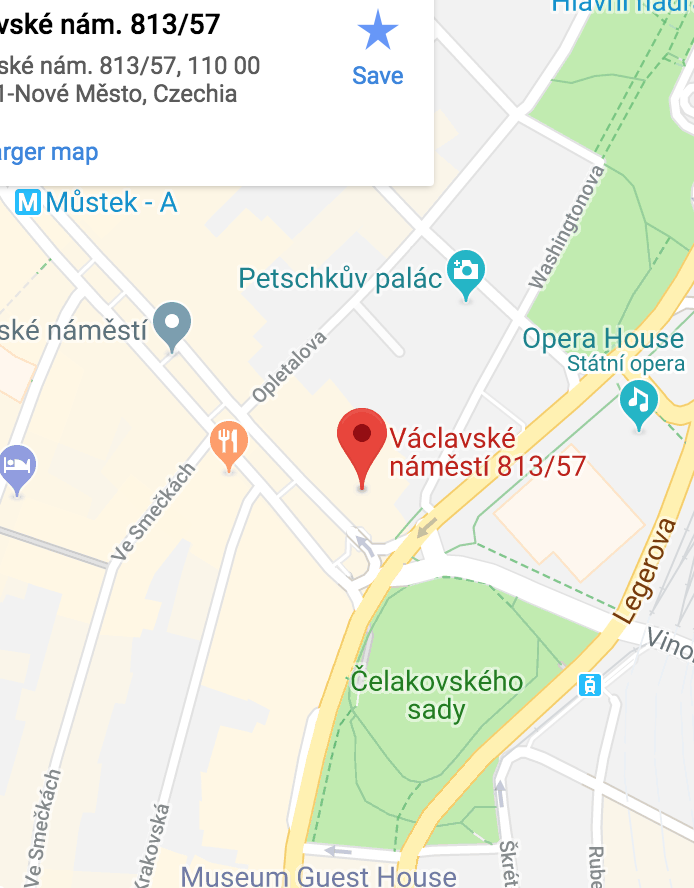 vské nám. 813/57
ské nám. 813/57, 110 00
1-Nové Město, Czechia
arger map
Save
Hlavní nádra
M Můstek - A
Washingtonova
Petschkův palác
ské náměstí
Opletalova
Opera House
Státní opera
Václavské
náměstí 813/57
Ve Smečkách
Legerova
Vino
Čelakovského
sady
Ve Smečkách
Krakovská
Škrét
Rube
Museum Guest House